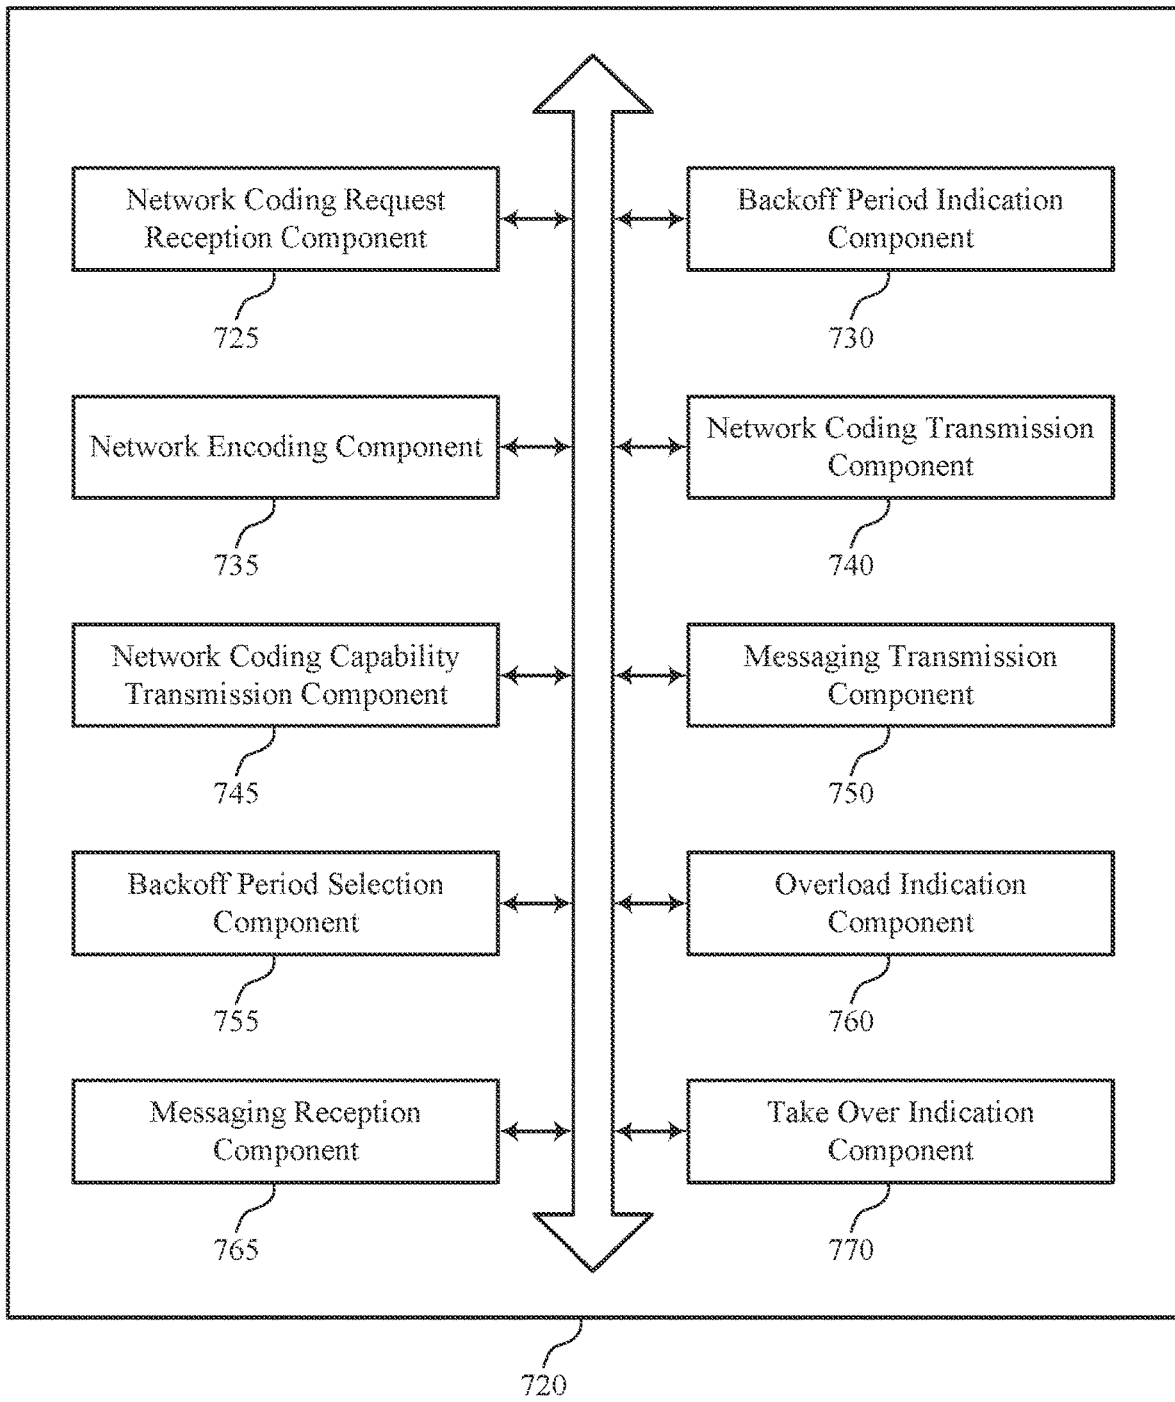 Network Coding Request
Reception Component
725
Backoff Period Indication
Component
730
Network Encoding Component
735
Network Coding Transmission
Component
740
Network Coding Capability
Transmission Component
745
Messaging Transmission
Component
750
Backoff Period Selection
Component
755
Overload Indication
Component
760
Messaging Reception
Component
765
Take Over Indication
Component
770
720